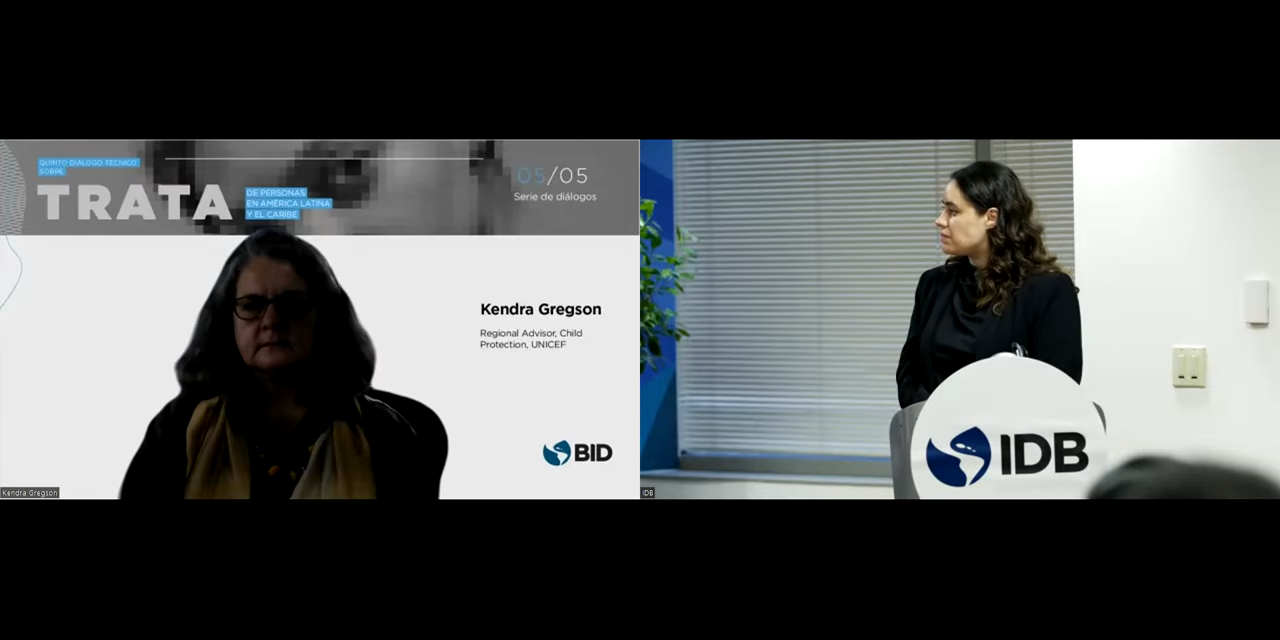 QUINTO DIÁLOGO TÉCNICO
SOBRE
TRATA
DE PERSONAS
EN AMÉRICA LATINA
Y EL CARIBE
05/05
Serie de diálogos
Kendra Gregson
Regional Advisor, Child
Protection, UNICEF
BID
Kendra Gregson
IDB
IDB